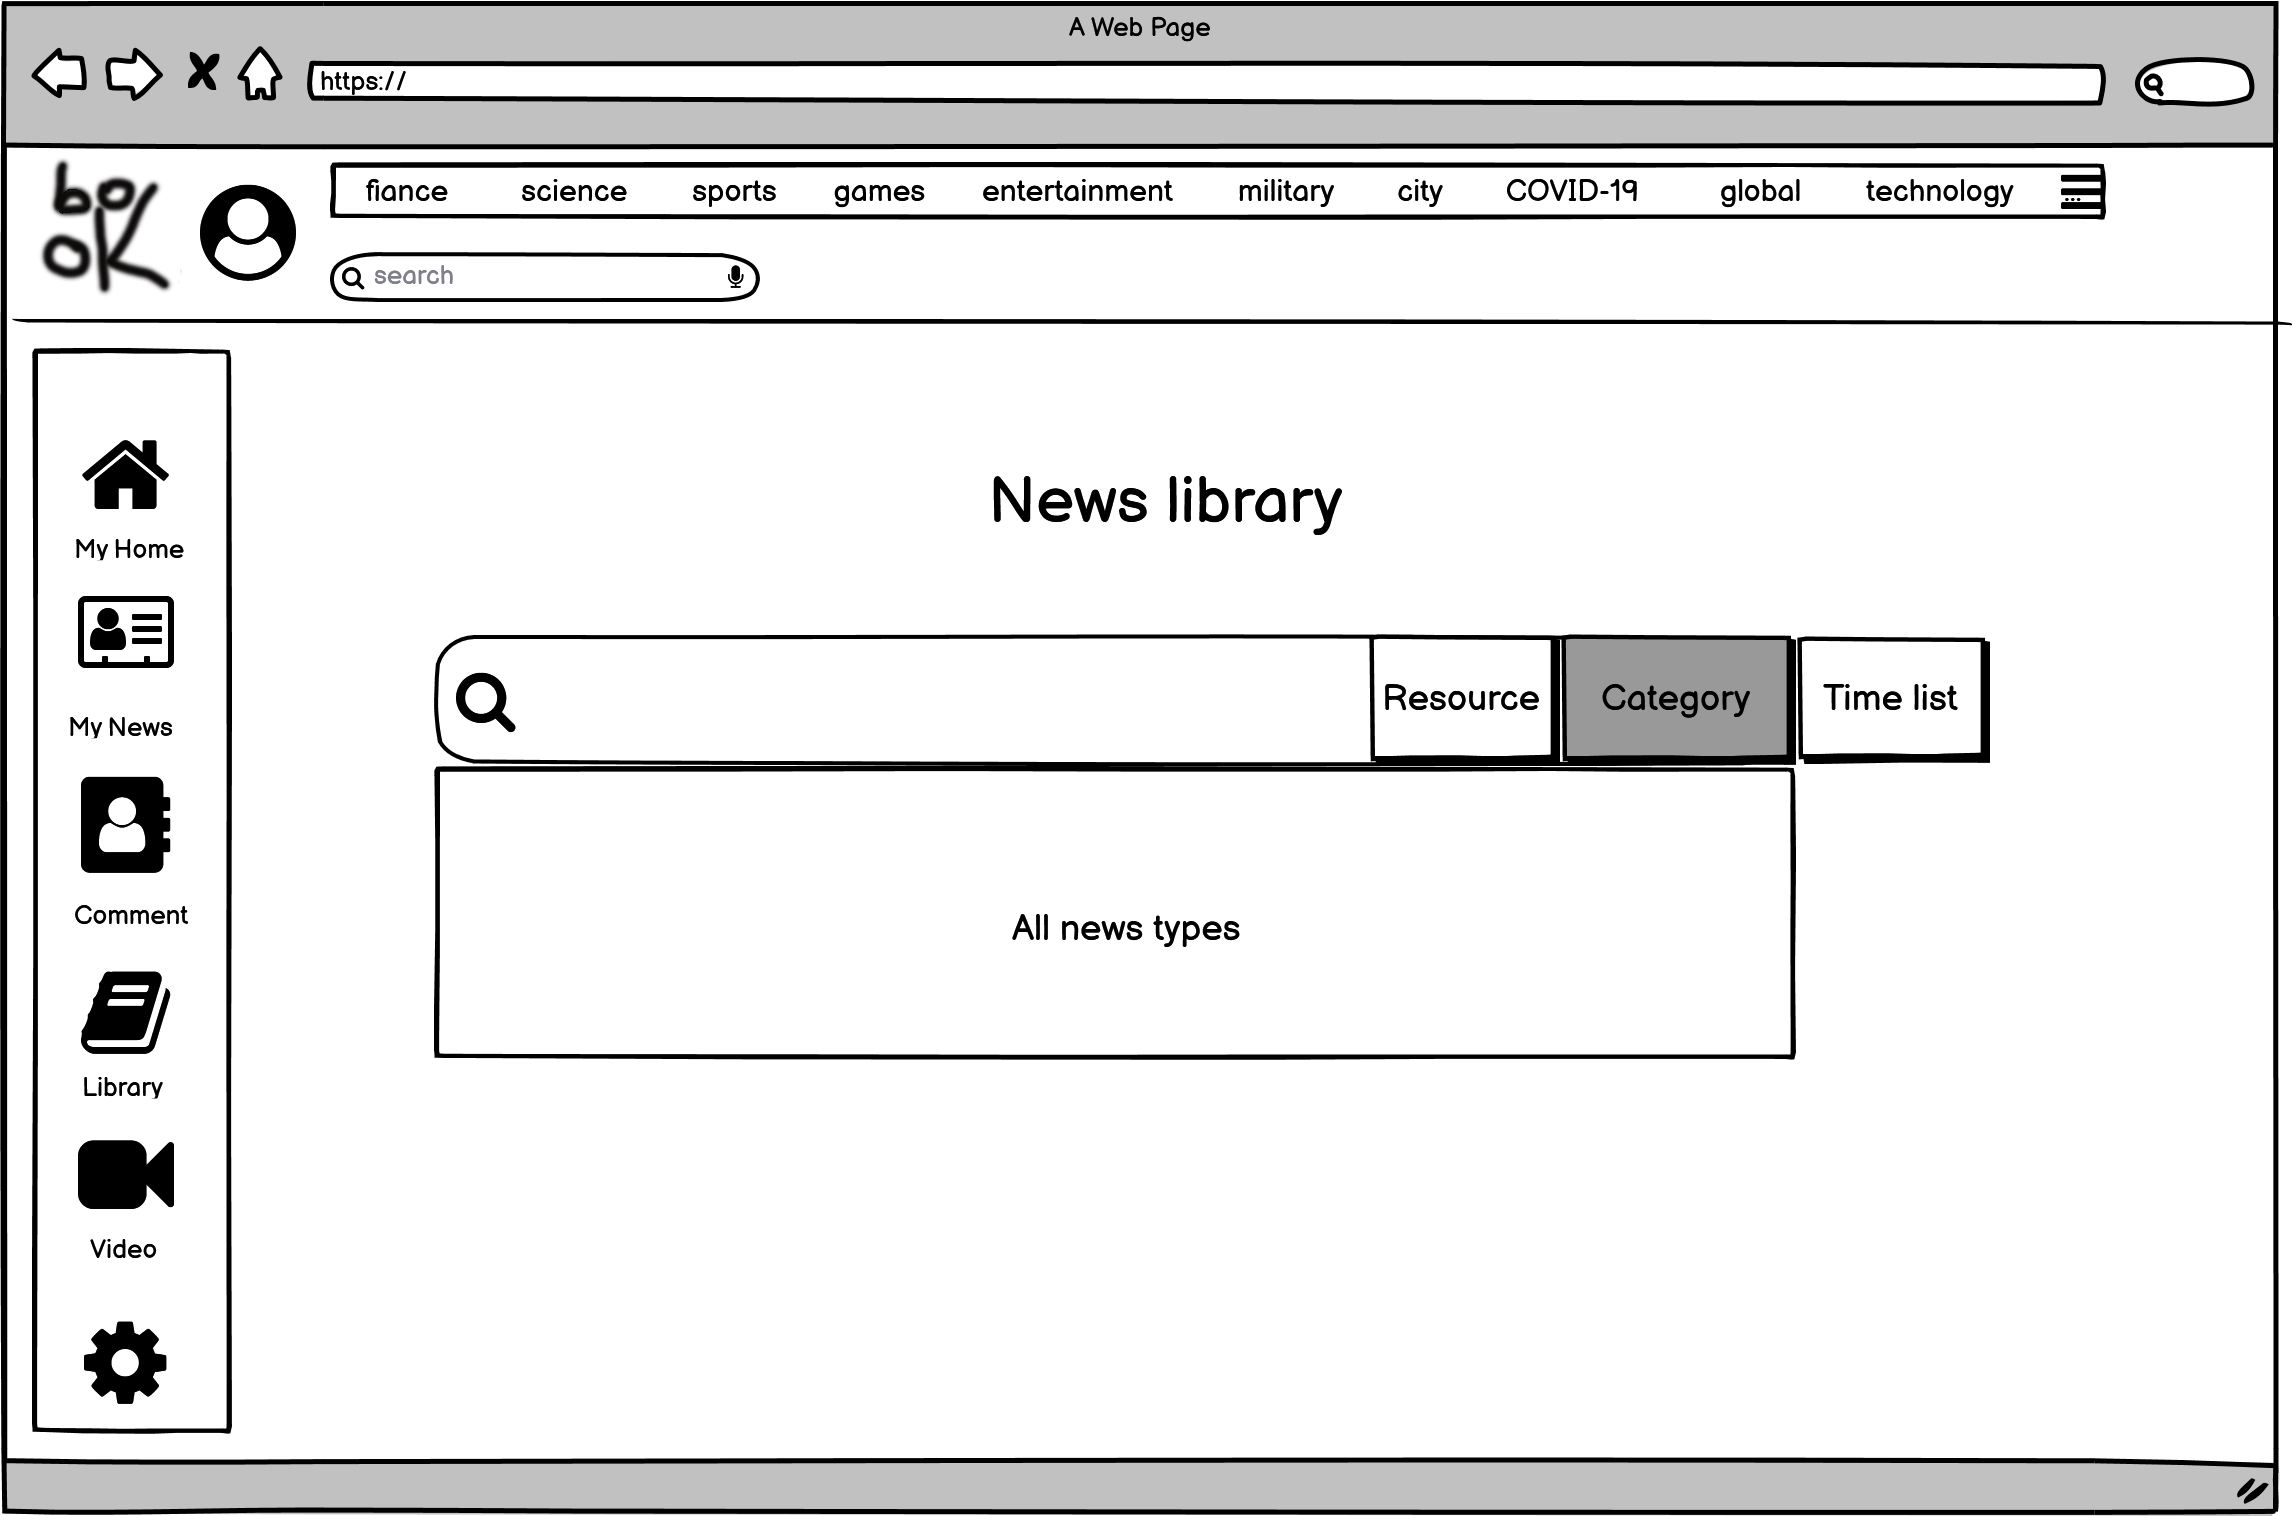 A Web Page
https://
bo
oK
fiance science sports games entertainment military city COVID-19 global technology
search
My Home
My News
Comment
Library
Video
News library
Resource Category Time list
All news types